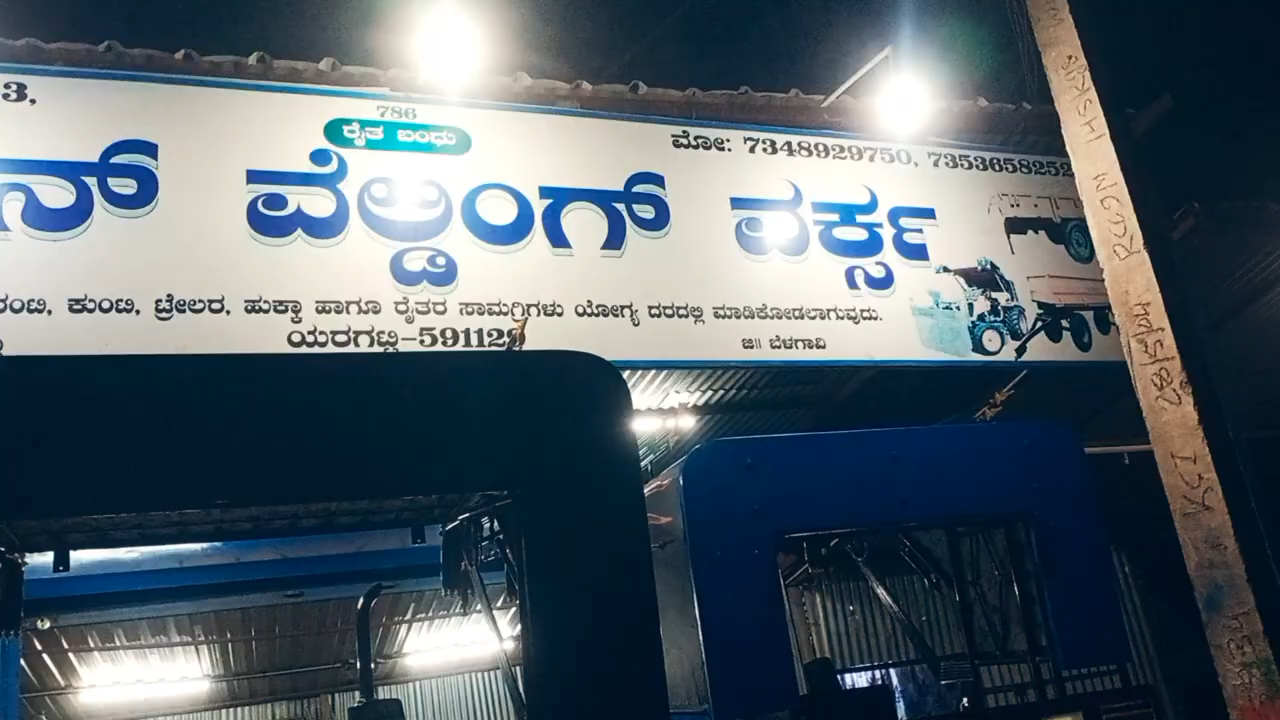 3,
786
ರೈತ ಬಂಧು
ಮೋ: 7348929750, 7353658252
ನ್ ವೆಲ್ಡಿಂಗ್ ವರ್ಕ್ಸ
ರಂಟಿ, ಕುಂಟಿ, ಟ್ರೇಲರ, ಹುಕ್ಕಾ ಹಾಗೂ ರೈತರ ಸಾಮಗ್ರಿಗಳು ಯೋಗ್ಯ ದರದಲ್ಲಿ ಮಾಡಿಕೋಡಲಾಗುವುದು.
ಯರಗಟ್ಟಿ-591129
ಜಿ|| ಬೆಳಗಾವಿ